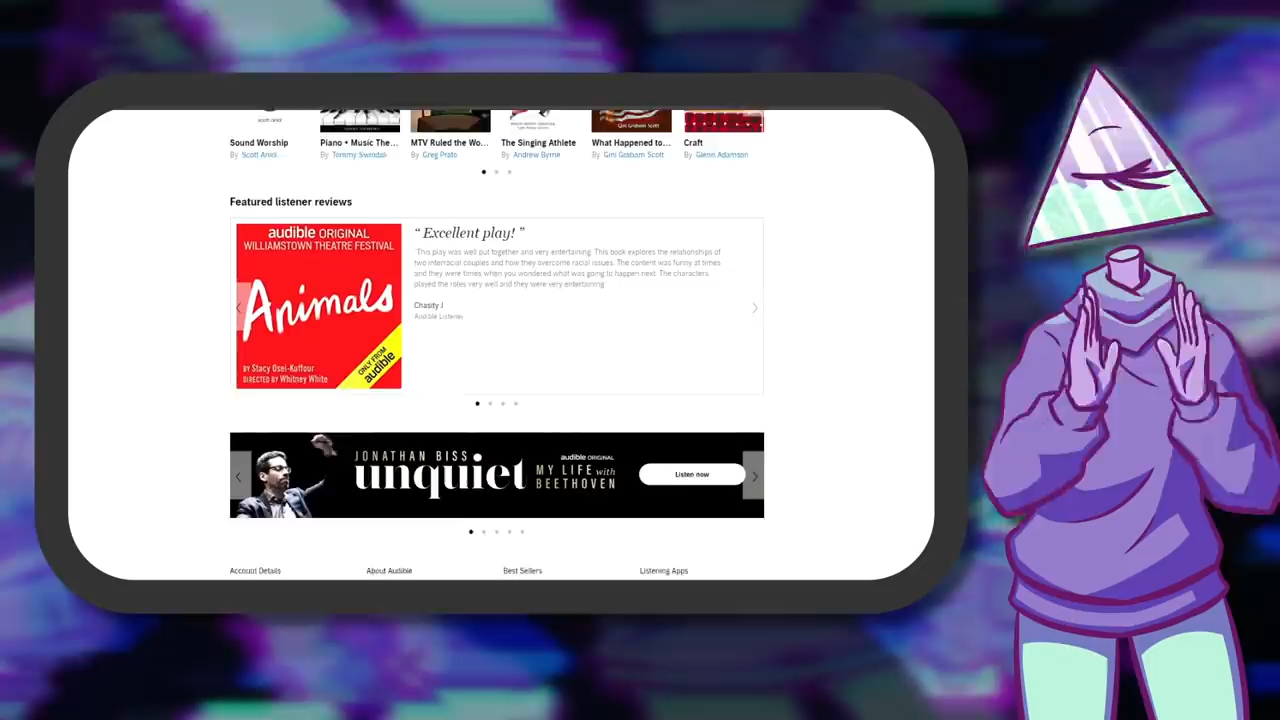 scott aniol
SUNNY CHOI SCOTT
Sound Worship
Piano + Music The...
MTV Ruled the Wo...
The Singing Athlete
What Happened to...
Craft
By Scott Aniol
By Tommy Swindali
By Greg Prato
By Andrew Byrne
By Gini Graham Scott
By Glenn Adamson
Featured listener reviews
audible ORIGINAL
WILLIAMSTOWN THEATRE FESTIVAL
Animals
BY Stacy Osei-Kuffour
DIRECTED BY Whitney White
ONLY FROM
audible
“ Excellent play! ”
"This play was well put together and very entertaining. This book explores the relationships of
two interracial couples and how they overcome racial issues. The content was funny at times
and they were times when you wondered what was going to happen next. The characters
played the roles very well and they were very entertaining
Chasity J
Audible Listener
JONATHAN BISS
unquiet
audible ORIGINAL
MY LIFE with
BEETHOVEN
Listen now
Account Details
About Audible
Best Sellers
Listening Apps